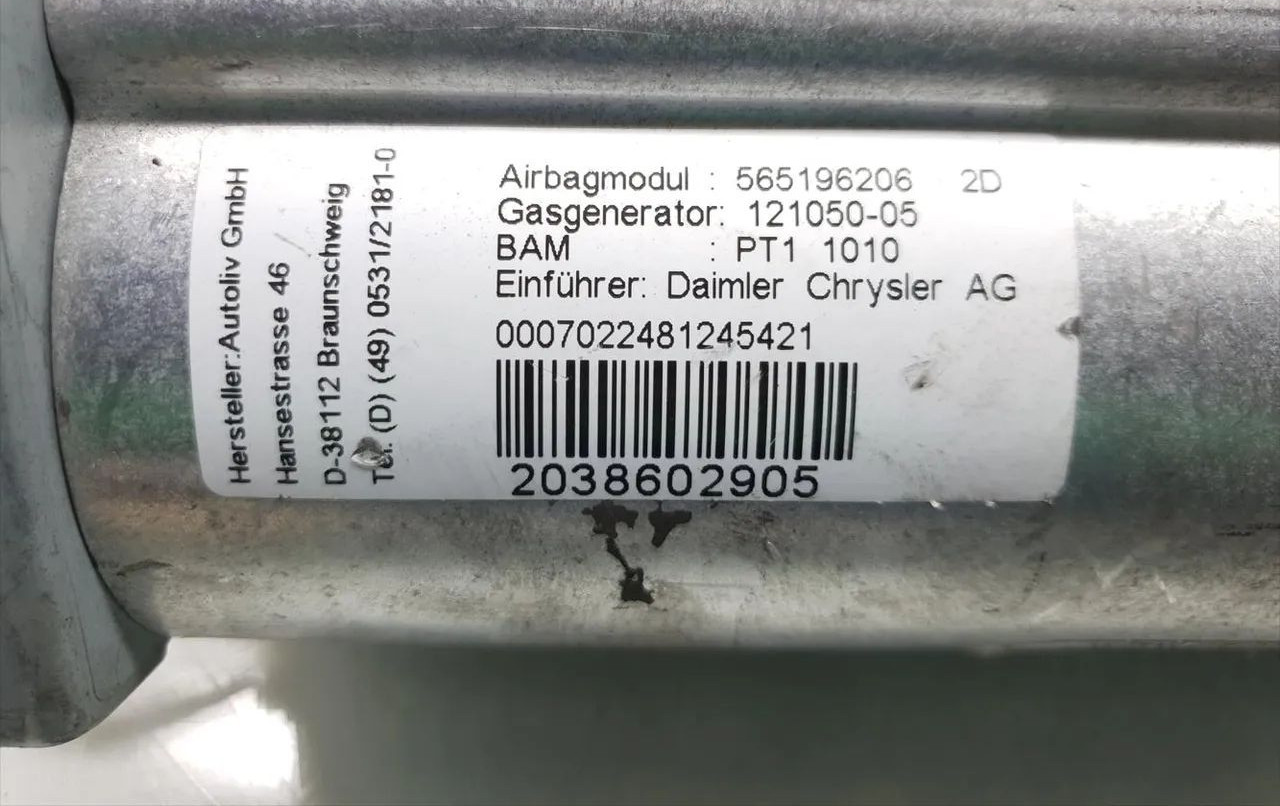 Hersteller:Autoliv GmbH
Hansestrasse 46
D-38112 Braunschweig
Tel. (D) (49) 0531/2181-0
Airbagmodul : 565196206 2D
Gasgenerator: 121050-05
BAM : PT1 1010
Einführer: Daimler Chrysler AG
0007022481245421
2038602905